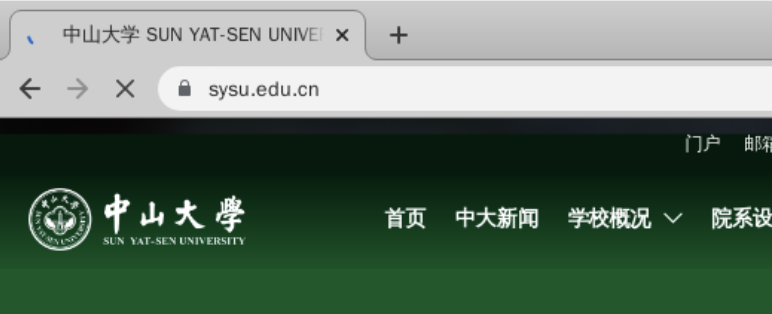 中山大学 SUN YAT-SEN UNIVE
sysu.edu.cn
门户 邮箱
中山大學
SUN YAT-SEN UNIVERSITY
首页 中大新闻 学校概况 院系设